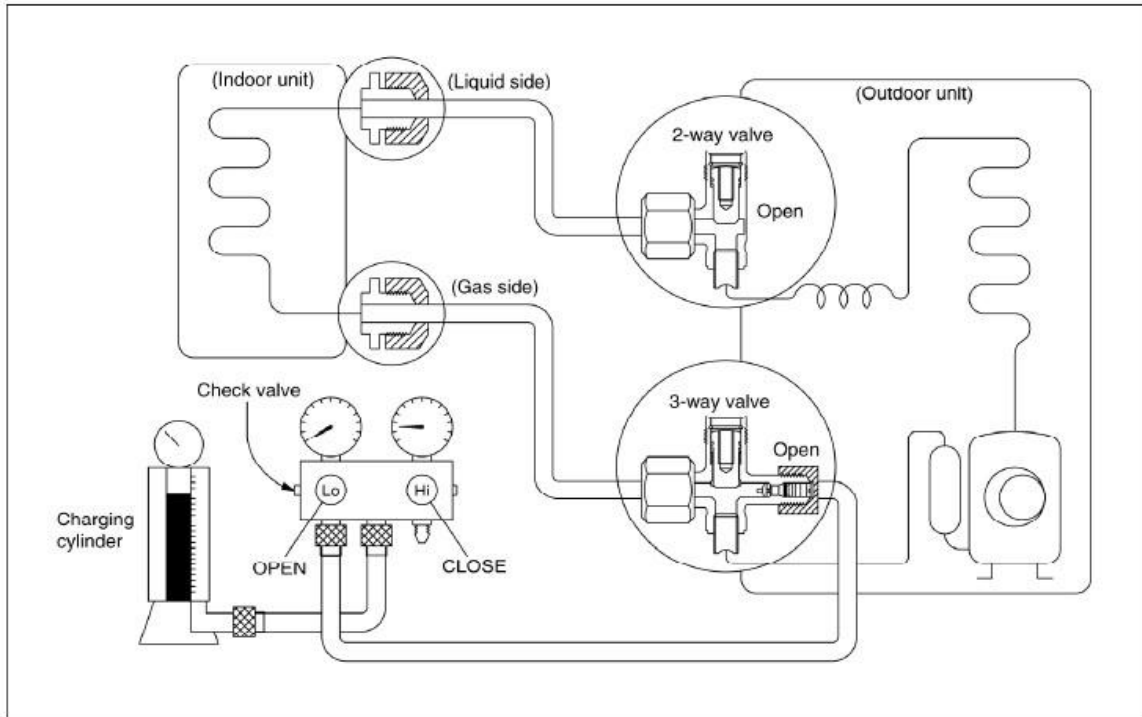 (Indoor unit)
(Liquid side)
(Outdoor unit)
2-way valve
Open
(Gas side)
3-way valve
Open
Check valve
Lo
Hi
Charging
cylinder
OPEN
CLOSE